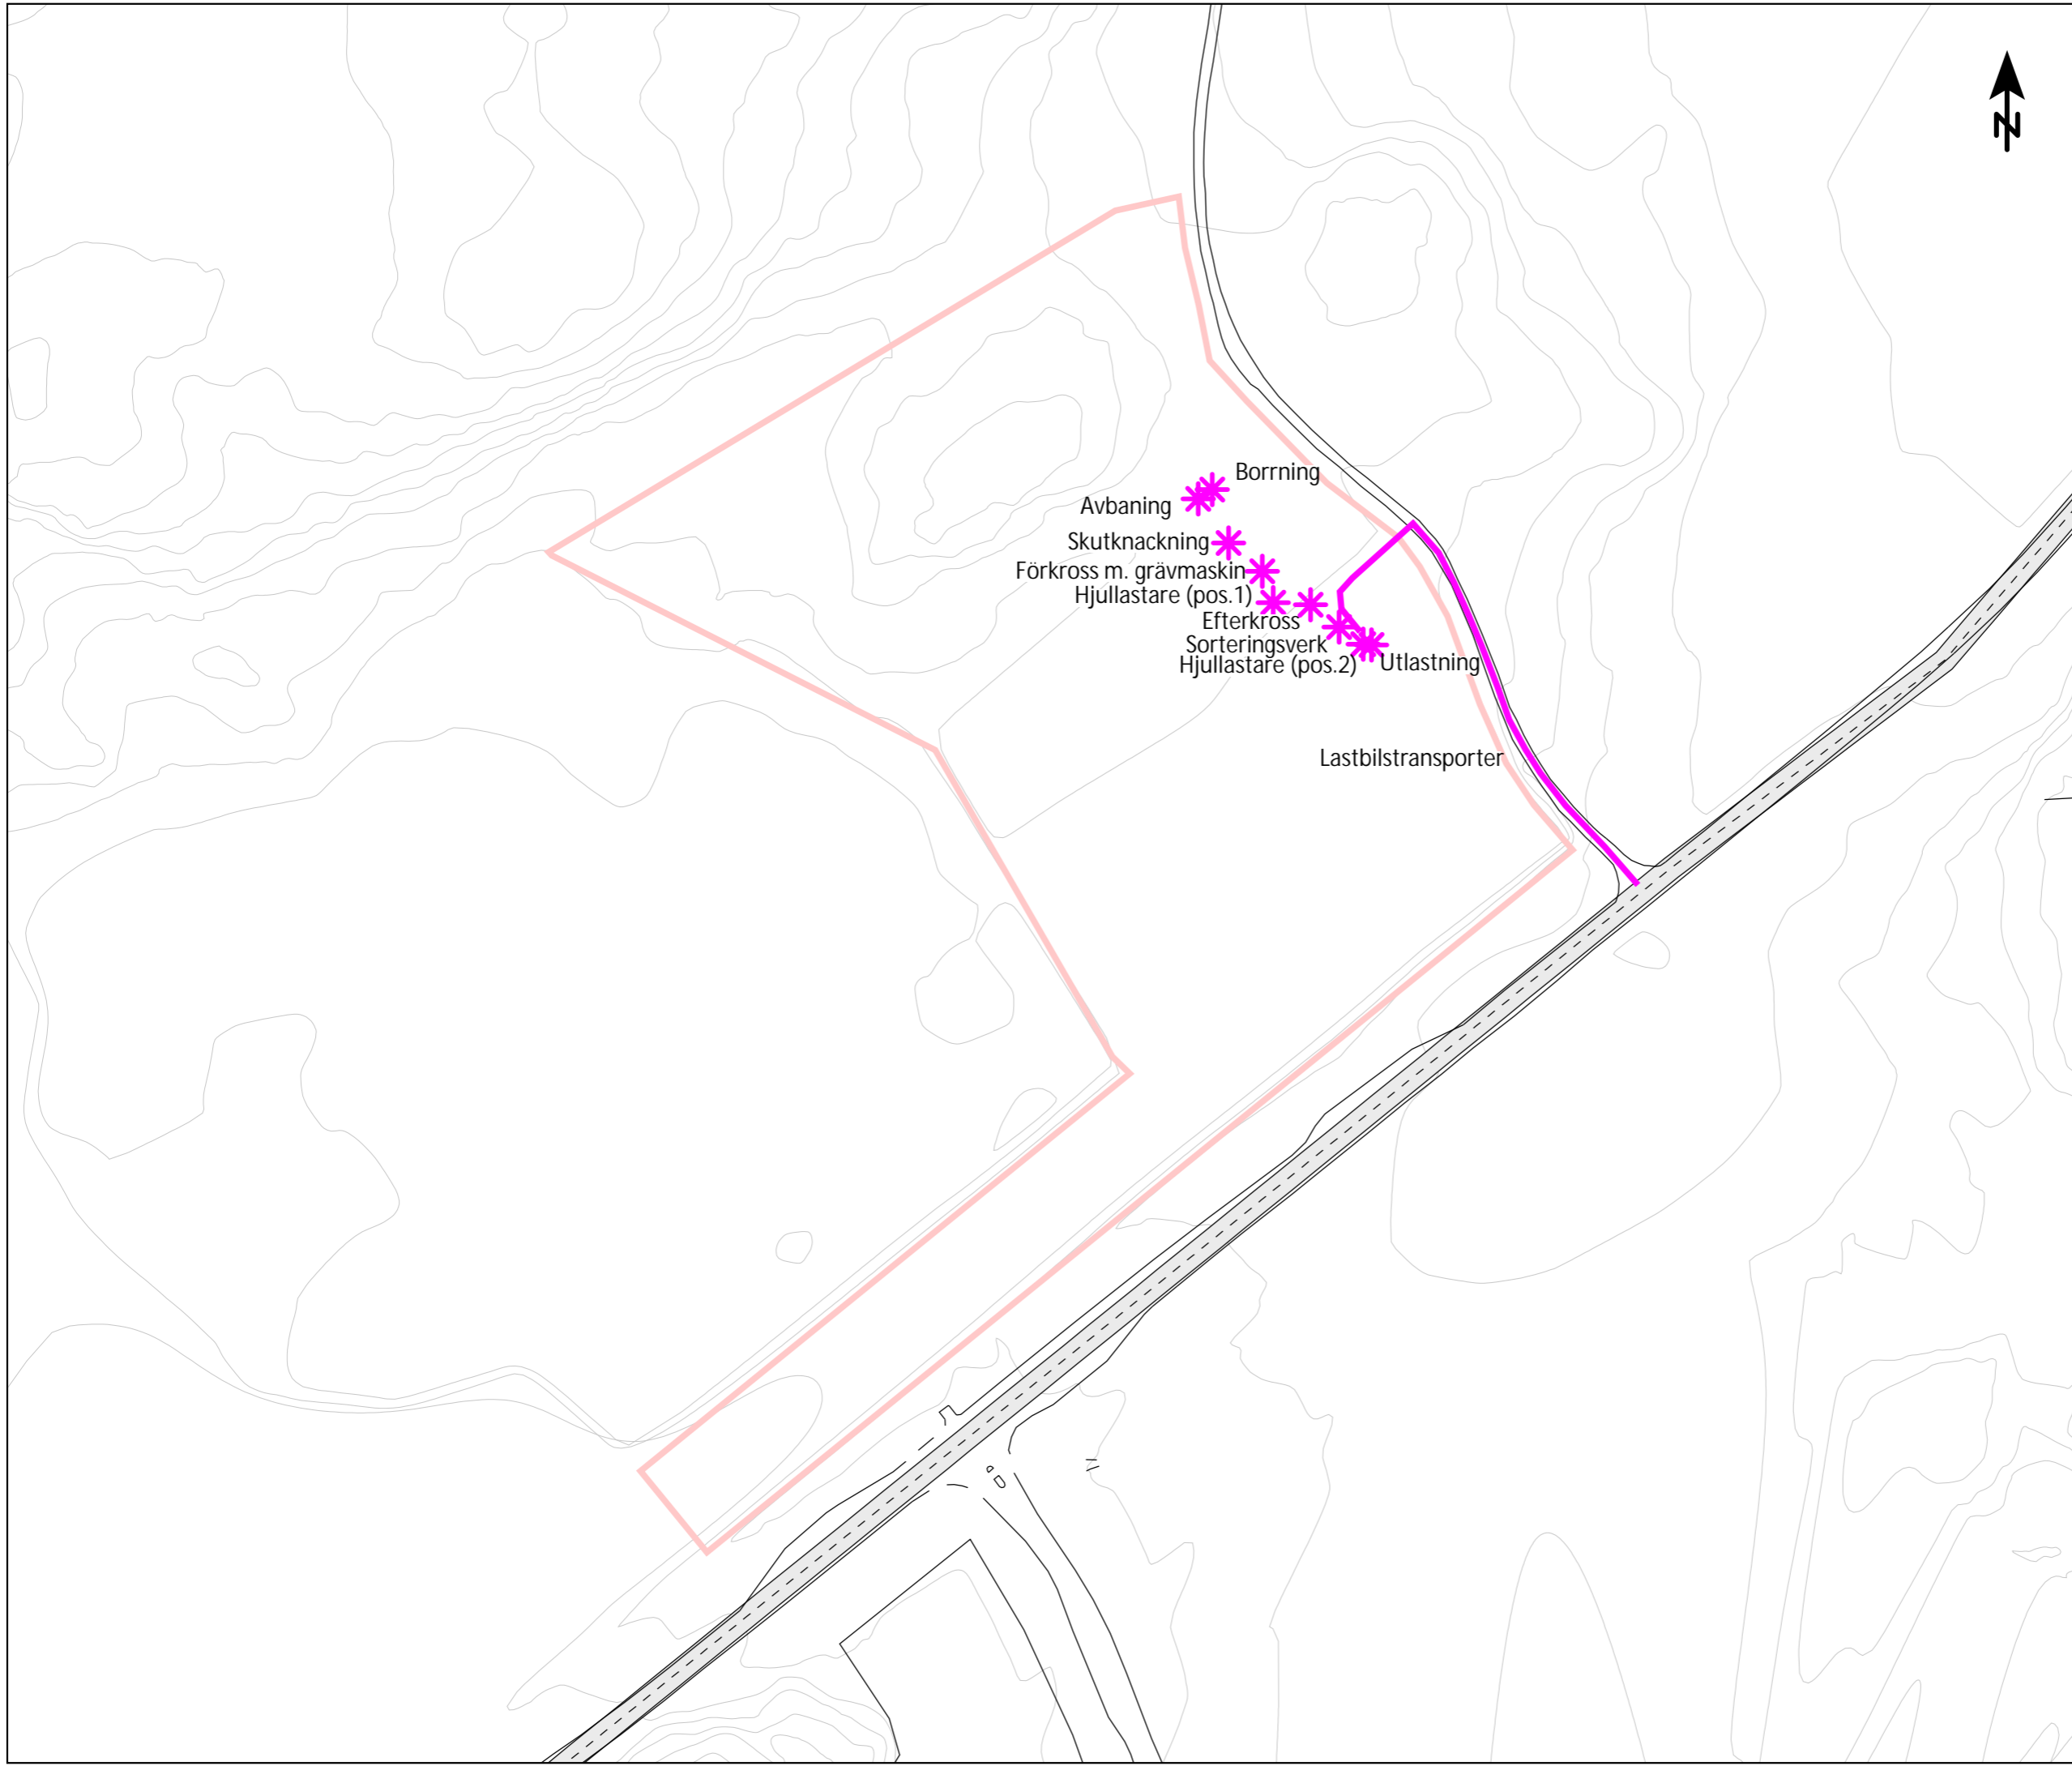 N
Borrning
Avbaning
Skutknackning
Förkross m. grävmaskin
Hjullastare (pos.1)
Efterkross
Sorteringsverk
Hjullastare (pos.2)
Utlastning
Lastbilstransporter